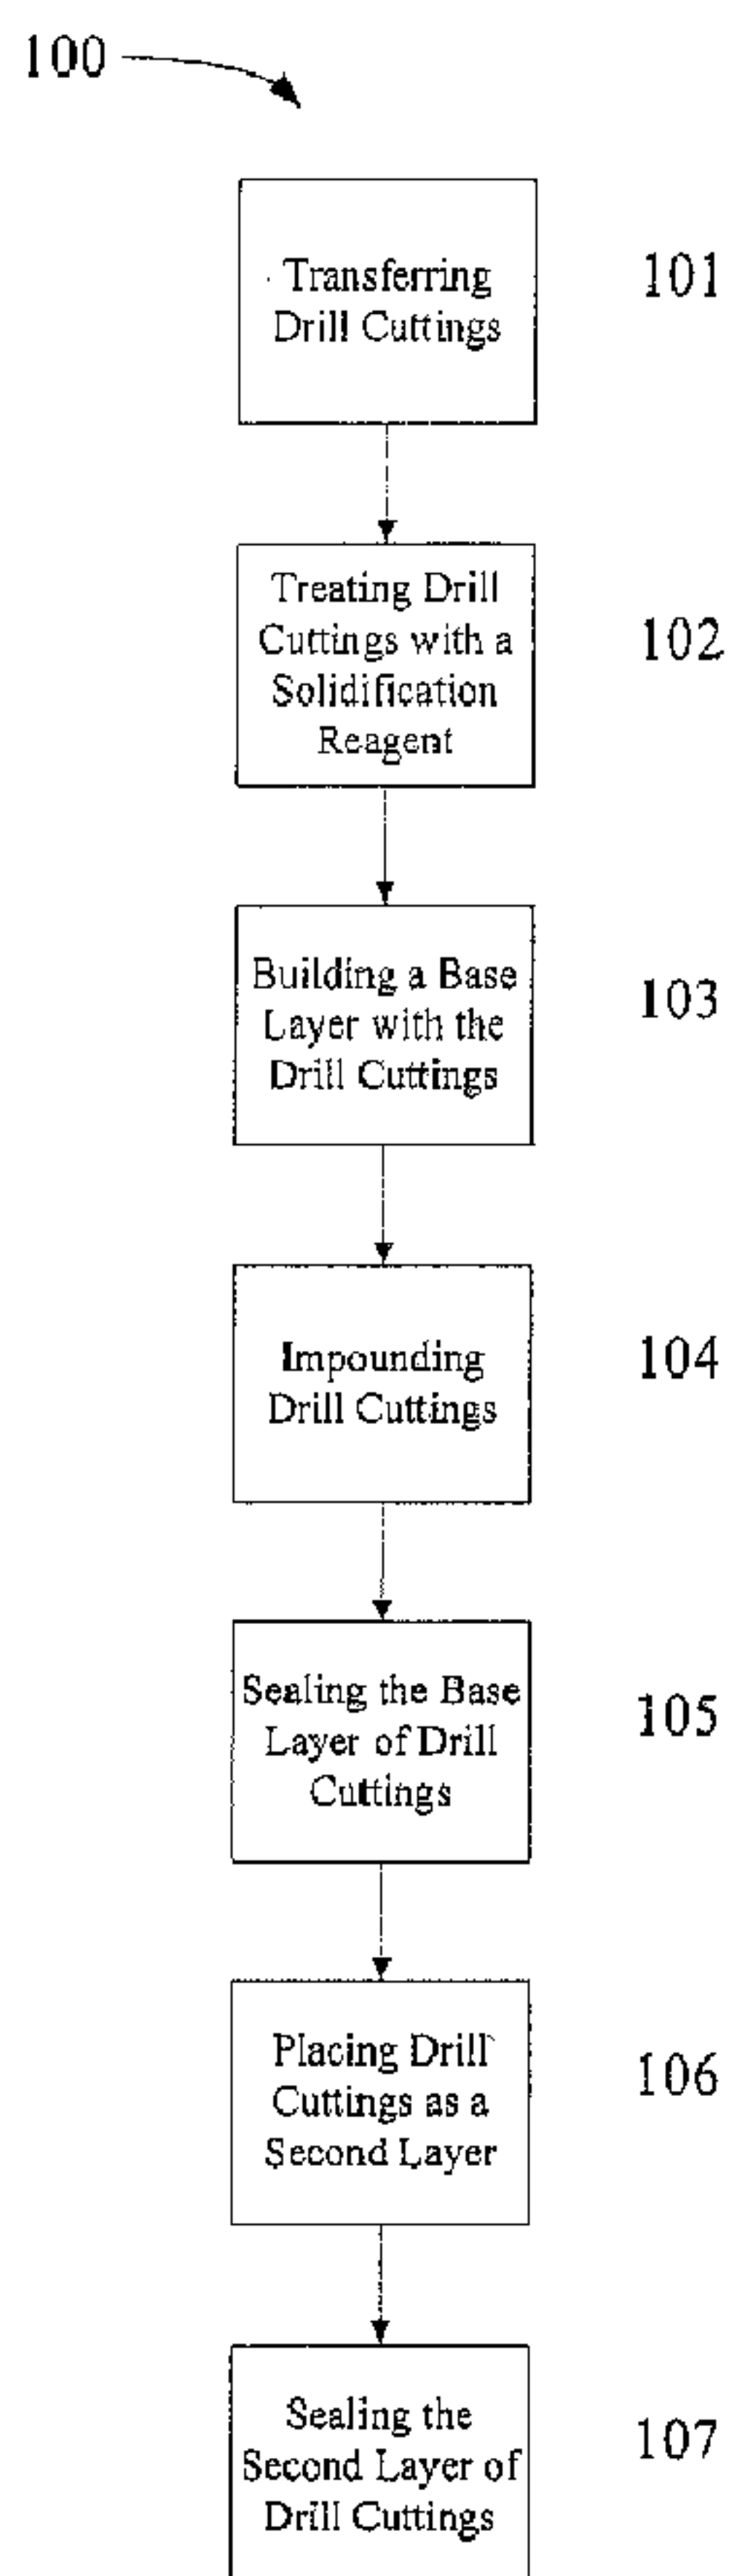 100
Transferring
Drill Cuttings
101
Treating Drill
Cuttings with a
Solidification
Reagent
102
Building a Base
Layer with the
Drill Cuttings
103
Impounding
Drill Cuttings
104
Sealing the Base
Layer of Drill
Cuttings
105
Placing Drill
Cuttings as a
Second Layer
106
Sealing the
Second Layer of
Drill Cuttings
107